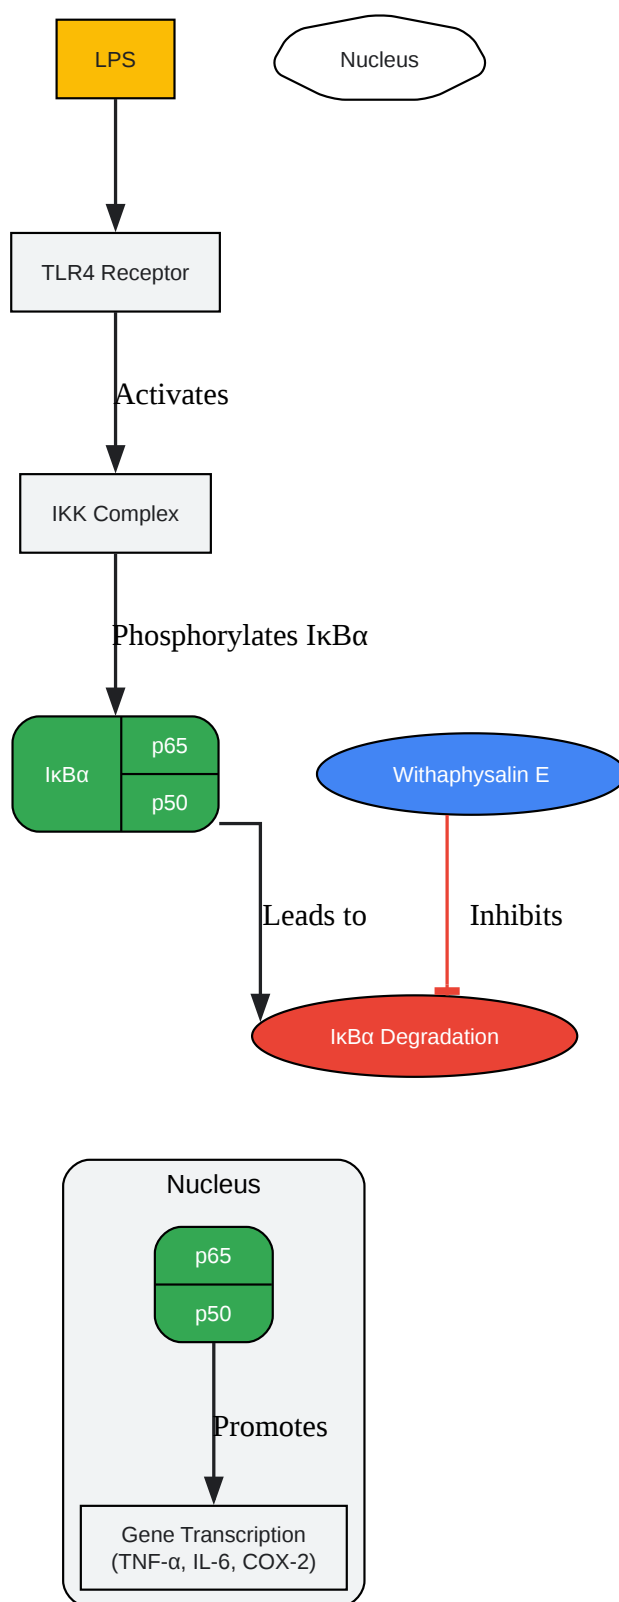 LPS
Nucleus
TLR4 Receptor
Activates
IKK Complex
Phosphorylates IκBα
IκBα
p65
p50
Withaphysalin E
Leads to
Inhibits
IκBα Degradation
Nucleus
p65
p50
Promotes
Gene Transcription
(TNF-α, IL-6, COX-2)